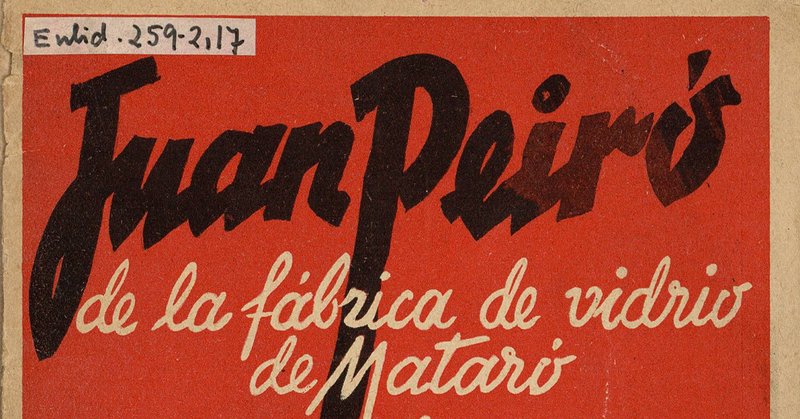 Enlid. 259-2,17
Juan Peiró
de la fábrica de vidrio
de Mataró